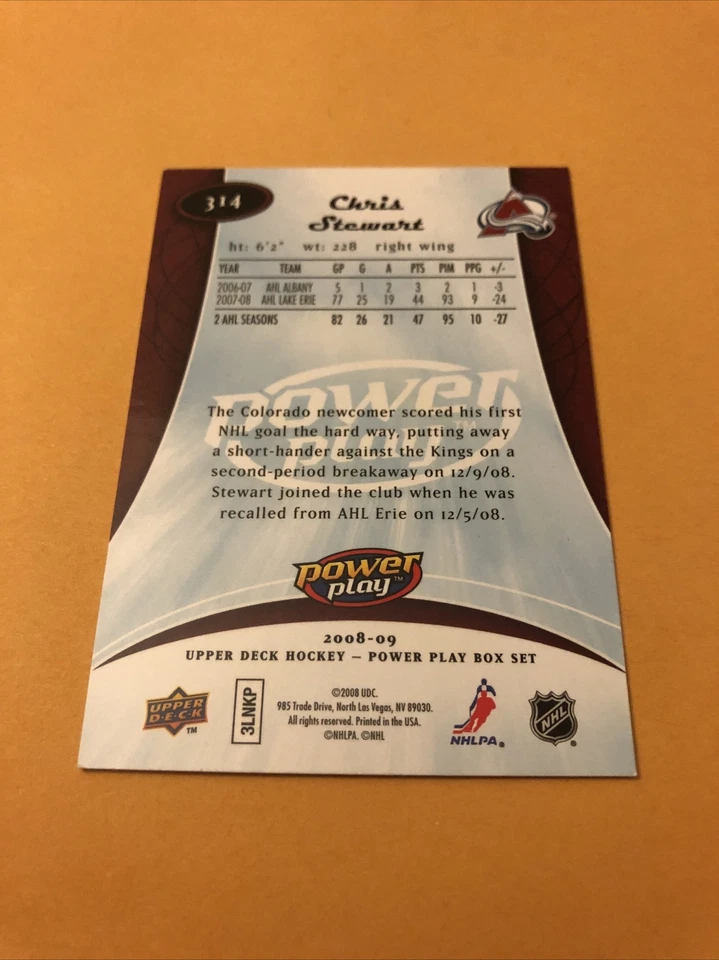 314
Chris
Stewart
ht: 6'2" wt: 228 right wing
YEAR TEAM GP G A PTS PIM PPG +/-
2006-07 AHL ALBANY 5 1 2 3 2 1 -3
2007-08 AHL LAKE ERIE 77 25 19 44 93 9 -24
2 AHL SEASONS 82 26 21 47 95 10 -27
power
play TM
The Colorado newcomer scored his first
NHL goal the hard way, putting away
a short-hander against the Kings on a
second-period breakaway on 12/9/08.
Stewart joined the club when he was
recalled from AHL Erie on 12/5/08.
power
play TM
2008-09
UPPER DECK HOCKEY – POWER PLAY BOX SET
UPPER
D·E·C·K
TM
3LNKP
©2008 UDC.
985 Trade Drive, North Las Vegas, NV 89030.
All rights reserved. Printed in the USA.
©NHLPA. ©NHL
NHLPA®
NHL®